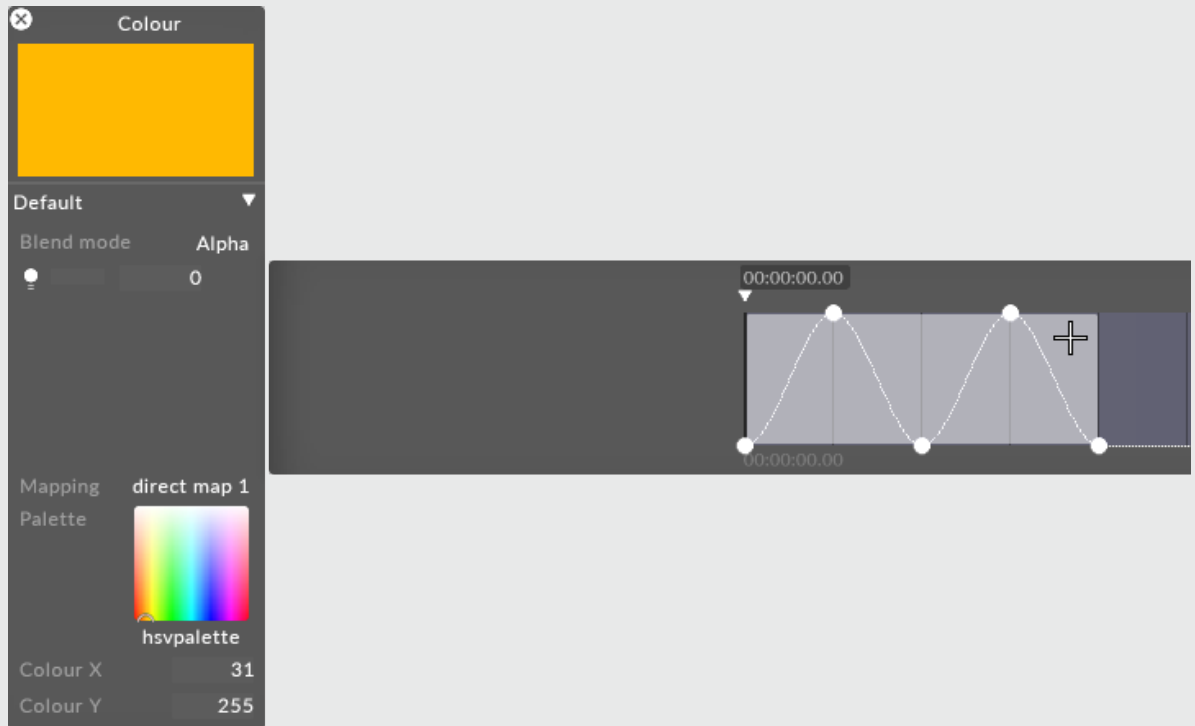 Colour
Default
Blend mode Alpha
0
00:00:00.00
00:00:00.00
Mapping direct map 1
Palette
hsvpalette
Colour X 31
Colour Y 255